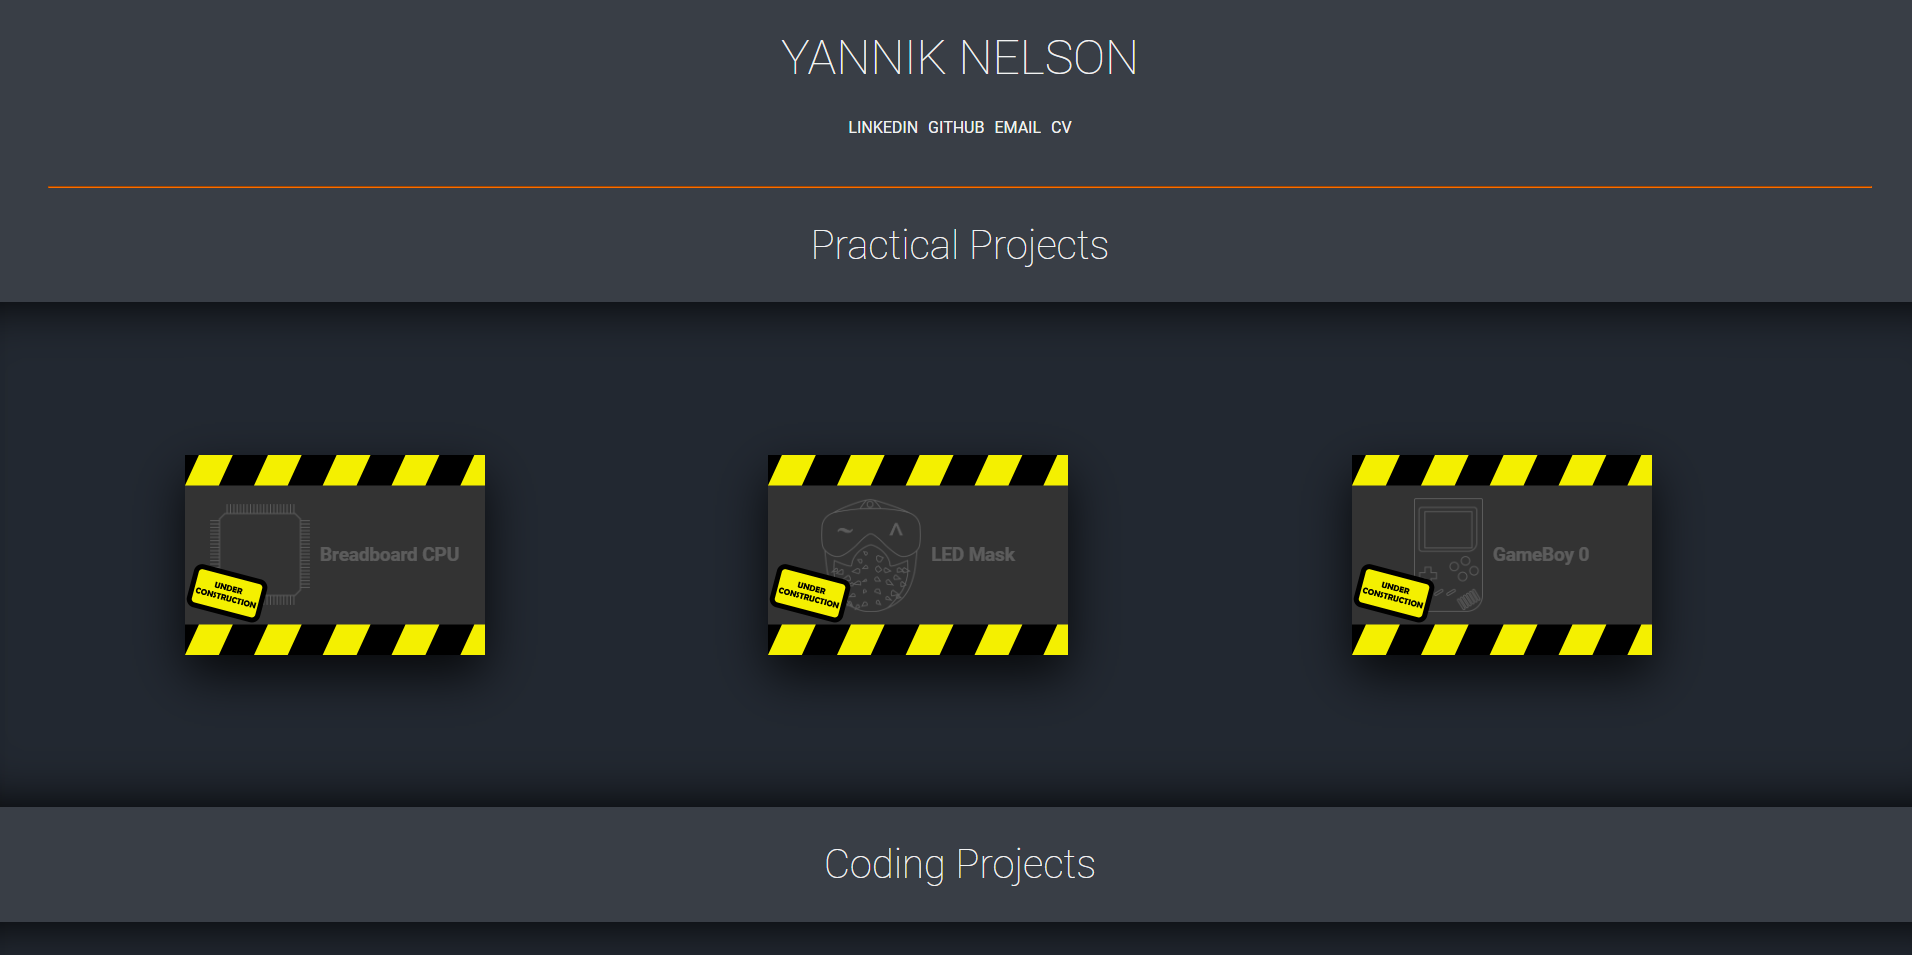 YANNIK NELSON
LINKEDIN GITHUB EMAIL CV
Practical Projects
Breadboard CPU
UNDER
CONSTRUCTION
~ ^
LED Mask
UNDER
CONSTRUCTION
GameBoy 0
UNDER
CONSTRUCTION
Coding Projects